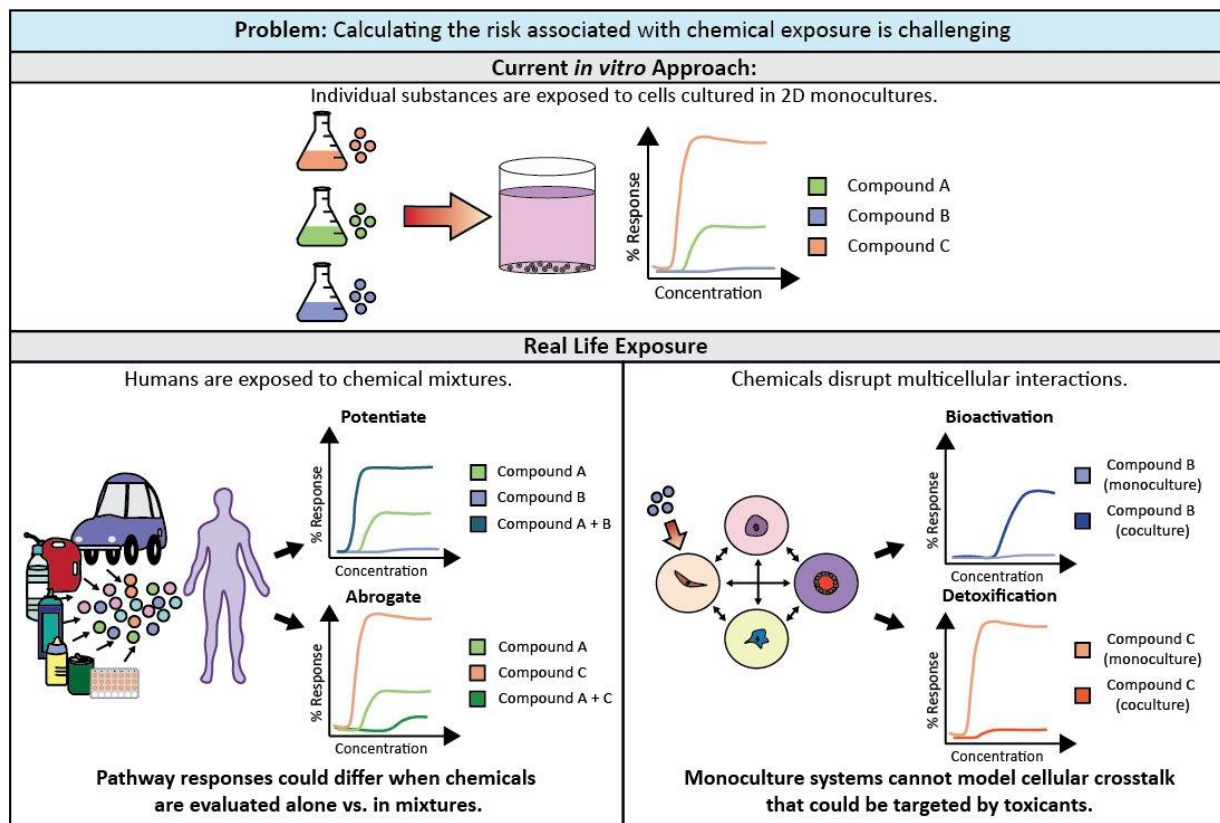 Problem: Calculating the risk associated with chemical exposure is challenging
Current in vitro Approach:
Individual substances are exposed to cells cultured in 2D monocultures.
% Response
Concentration
Compound A
Compound B
Compound C
Real Life Exposure
Humans are exposed to chemical mixtures.
Potentiate
% Response
Concentration
Compound A
Compound B
Compound A + B
Abrogate
% Response
Concentration
Compound A
Compound C
Compound A + C
Pathway responses could differ when chemicals
are evaluated alone vs. in mixtures.
Chemicals disrupt multicellular interactions.
Bioactivation
% Response
Concentration
Compound B
(monoculture)
Compound B
(coculture)
Detoxification
% Response
Concentration
Compound C
(monoculture)
Compound C
(coculture)
Monoculture systems cannot model cellular crosstalk
that could be targeted by toxicants.